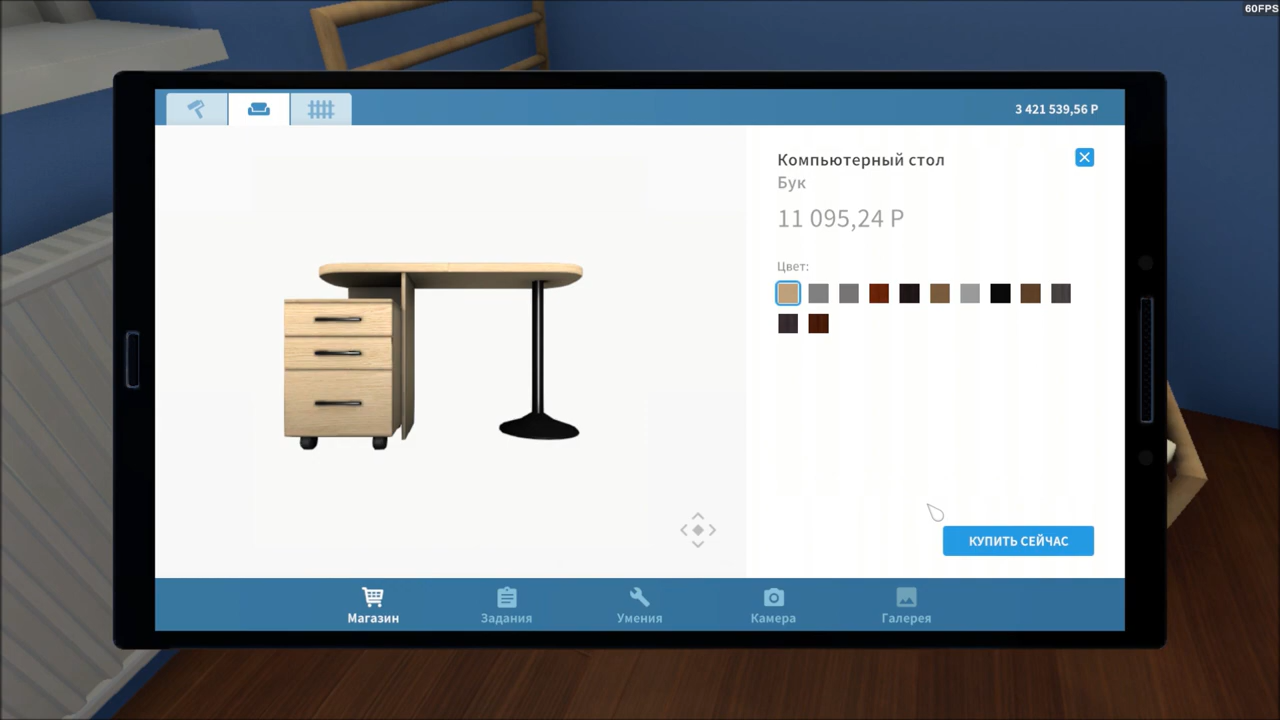 60FPS
3 421 539,56 Р
Компьютерный стол
Бук
11 095,24 Р
Цвет:
КУПИТЬ СЕЙЧАС
Магазин
Задания
Умения
Камера
Галерея